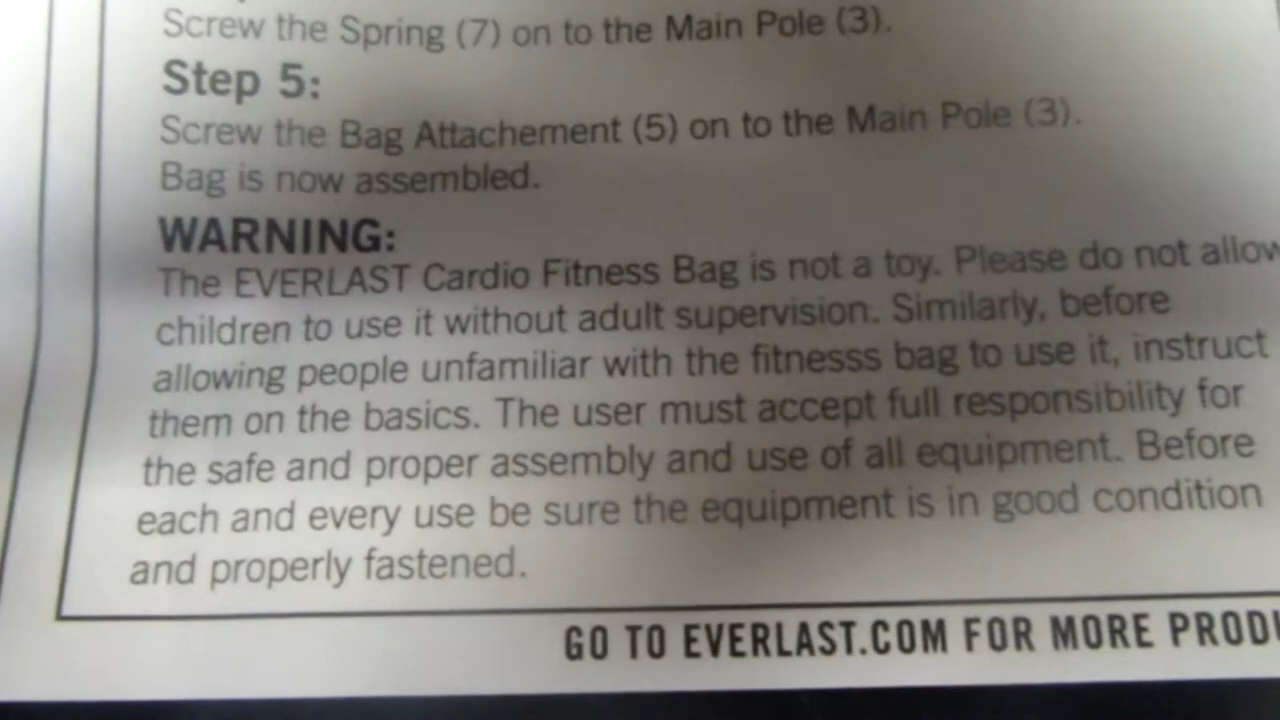 Screw the Spring (7) on to the Main Pole (3).
Step 5:
Screw the Bag Attachement (5) on to the Main Pole (3).
Bag is now assembled.
WARNING:
The EVERLAST Cardio Fitness Bag is not a toy. Please do not allow
children to use it without adult supervision. Similarly, before
allowing people unfamiliar with the fitnesss bag to use it, instruct
them on the basics. The user must accept full responsibility for
the safe and proper assembly and use of all equipment. Before
each and every use be sure the equipment is in good condition
and properly fastened.
GO TO EVERLAST.COM FOR MORE